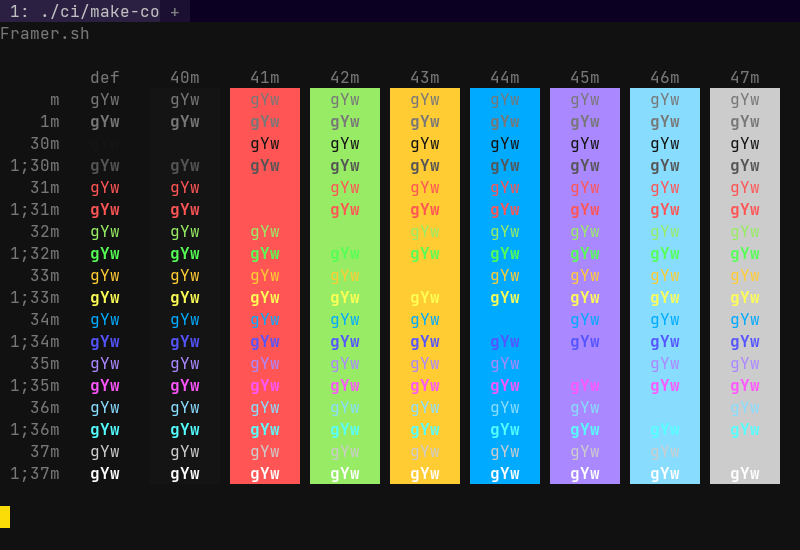 1: ./ci/make-co +
Framer.sh
def 40m 41m 42m 43m 44m 45m 46m 47m
m gYw gYw gYw gYw gYw gYw gYw gYw gYw
1m gYw gYw gYw gYw gYw gYw gYw gYw gYw
30m gYw gYw gYw gYw gYw gYw gYw
1;30m gYw gYw gYw gYw gYw gYw gYw gYw gYw
31m gYw gYw gYw gYw gYw gYw gYw gYw
1;31m gYw gYw gYw gYw gYw gYw gYw gYw
32m gYw gYw gYw gYw gYw gYw gYw gYw
1;32m gYw gYw gYw gYw gYw gYw gYw gYw gYw
33m gYw gYw gYw gYw gYw gYw gYw gYw
1;33m gYw gYw gYw gYw gYw gYw gYw gYw gYw
34m gYw gYw gYw gYw gYw gYw gYw gYw
1;34m gYw gYw gYw gYw gYw gYw gYw gYw gYw
35m gYw gYw gYw gYw gYw gYw gYw gYw
1;35m gYw gYw gYw gYw gYw gYw gYw gYw gYw
36m gYw gYw gYw gYw gYw gYw gYw gYw
1;36m gYw gYw gYw gYw gYw gYw gYw gYw gYw
37m gYw gYw gYw gYw gYw gYw gYw gYw
1;37m gYw gYw gYw gYw gYw gYw gYw gYw gYw